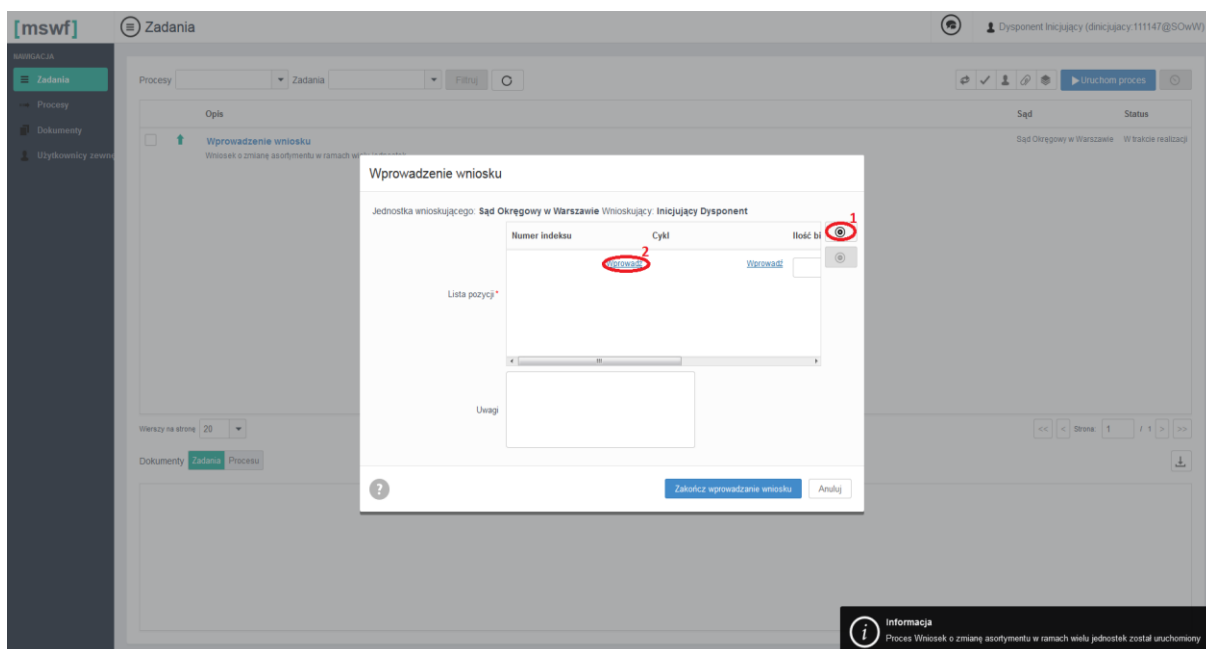 [mswf]
Zadania
Dysponent Inicjujący (dinicjujacy:111147@SOwW)
NAWIGACJA
Zadania
Procesy
Dokumenty
Użytkownicy zewnę
Procesy
Zadania
Filtruj
Uruchom proces
Opis
Sąd
Status
Wprowadzenie wniosku
Sąd Okręgowy w Warszawie
W trakcie realizacji
Wniosek o zmianę asortymentu w ramach
Wprowadzenie wniosku
Jednostka wnioskującego: Sąd Okręgowy w Warszawie Wnioskujący: Inicjujący Dysponent
1
Numer indeksu
Cykl
Ilość bi
2
Wprowadź
Wprowadź
Lista pozycji*
Uwagi
Wierszy na stronę
20
<<
<
Strona:
1
/ 1
>
>>
Dokumenty
Zadania
Procesu
?
Zakończ wprowadzanie wniosku
Anuluj
Informacja
Proces Wniosek o zmianę asortymentu w ramach wielu jednostek został uruchomiony